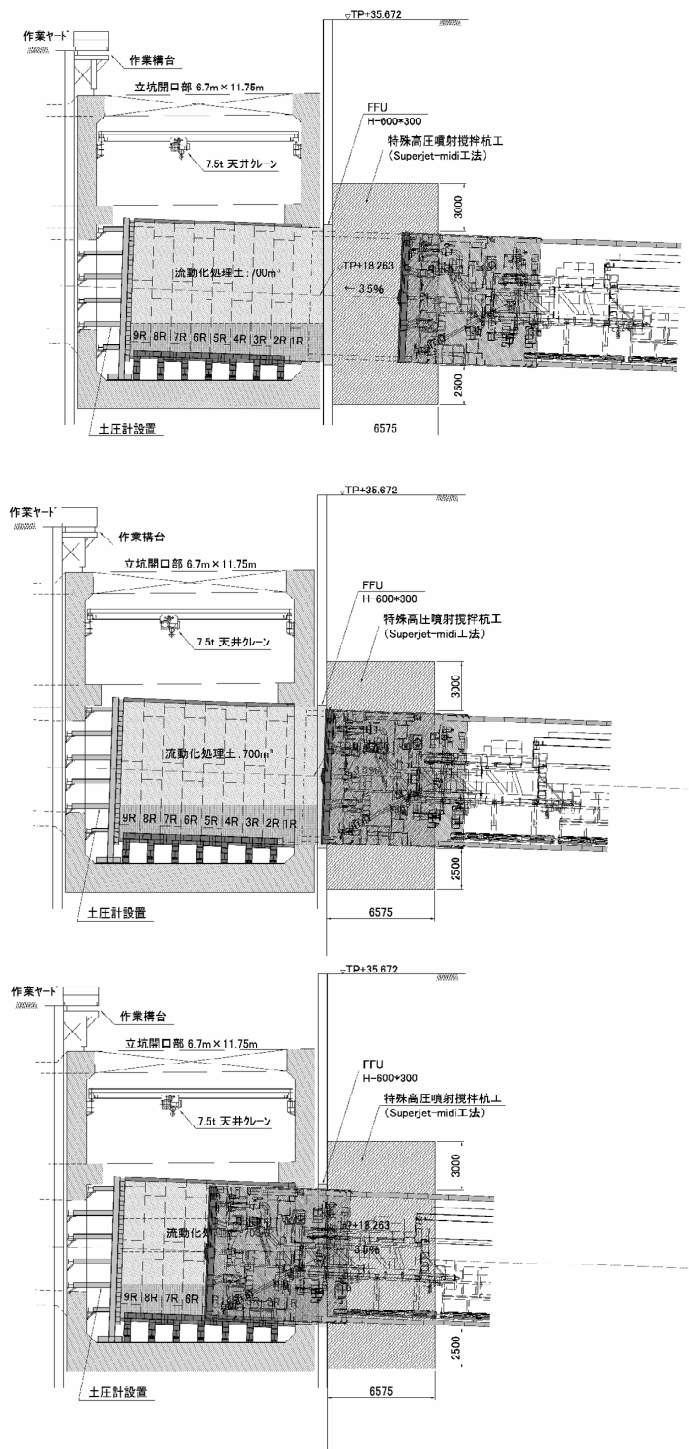 ▽TP+35.672
作業ヤード
作業構台
立坑開口部 6.7m×11.75m
FFU
H-600*300
特殊高圧噴射撹拌杭工
(Superjet-midi工法)
7.5t 天井クレーン
3000
流動化処理土:700m³
TP+18.263
← 3.5%
9R 8R 7R 6R 5R 4R 3R 2R 1R
2500
土圧計設置
6575
▽TP+35.672
作業ヤード
作業構台
立坑開口部 6.7m×11.75m
FFU
H-600*300
特殊高圧噴射撹拌杭工
(Superjet-midi工法)
7.5t 天井クレーン
3000
流動化処理土:700m³
9R 8R 7R 6R 5R 4R 3R 2R 1R
2500
土圧計設置
6575
▽TP+35.672
作業ヤード
作業構台
立坑開口部 6.7m×11.75m
FFU
H-600*300
特殊高圧噴射撹拌杭工
(Superjet-midi工法)
7.5t 天井クレーン
3000
流動化処
+18.263
9R 8R 7R 6R
2500
土圧計設置
6575